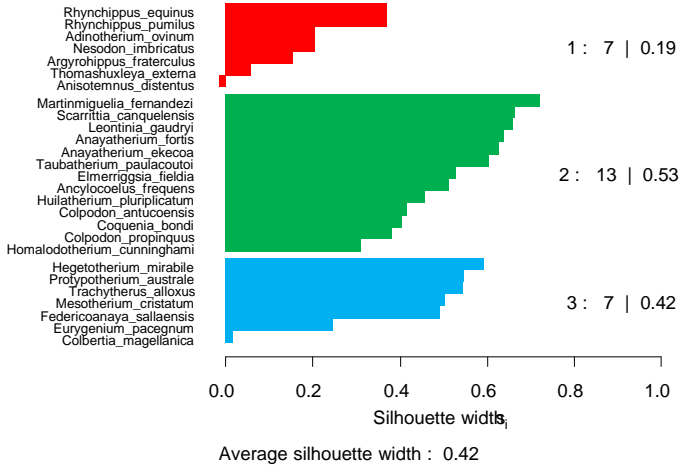 Rhynchippus_equinus
Rhynchippus_pumilus
Adinotherium_ovinum
Nesodon_imbricatus
1 : 7 | 0.19
Argyrohippus_fraterculus
Thomashuxleya_externa
Anisotemnus_distentus
Martinmiguelia_fernandezi
Scarrittia_canquelensis
Leontinia_gaudryi
Anayatherium_fortis
Anayatherium_ekecoa
Taubatherium_paulacoutoi
Elmerriggsia_fieldia
2 : 13 | 0.53
Ancylocoelus_frequens
Huilatherium_pluriplicatum
Colpodon_antucoensis
Coquenia_bondi
Colpodon_propinquus
Homalodotherium_cunninghami
Hegetotherium_mirabile
Protypotherium_australe
Trachytherus_alloxus
Mesotherium_cristatum
3 : 7 | 0.42
Federicoanaya_sallaensis
Eurygenium_pacegnum
Colbertia_magellanica
0.0 0.2 0.4 0.6 0.8 1.0
Silhouette width si
Average silhouette width : 0.42